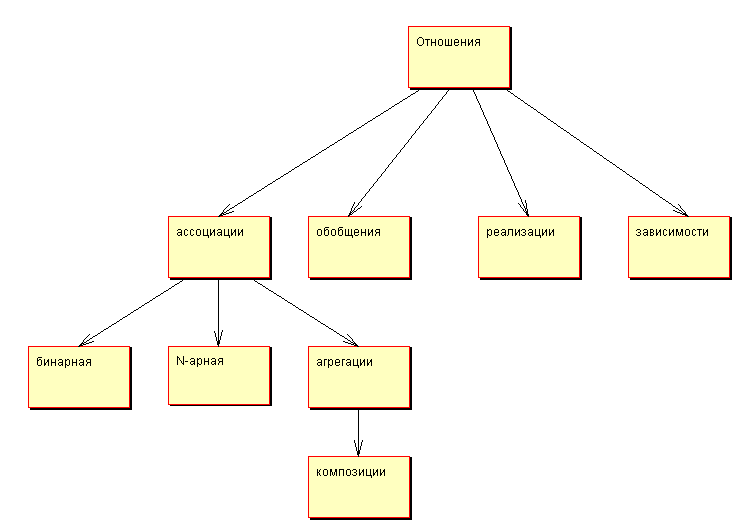 Отношения
ассоциации
обобщения
реализации
зависимости
бинарная
N-арная
агрегации
композиции